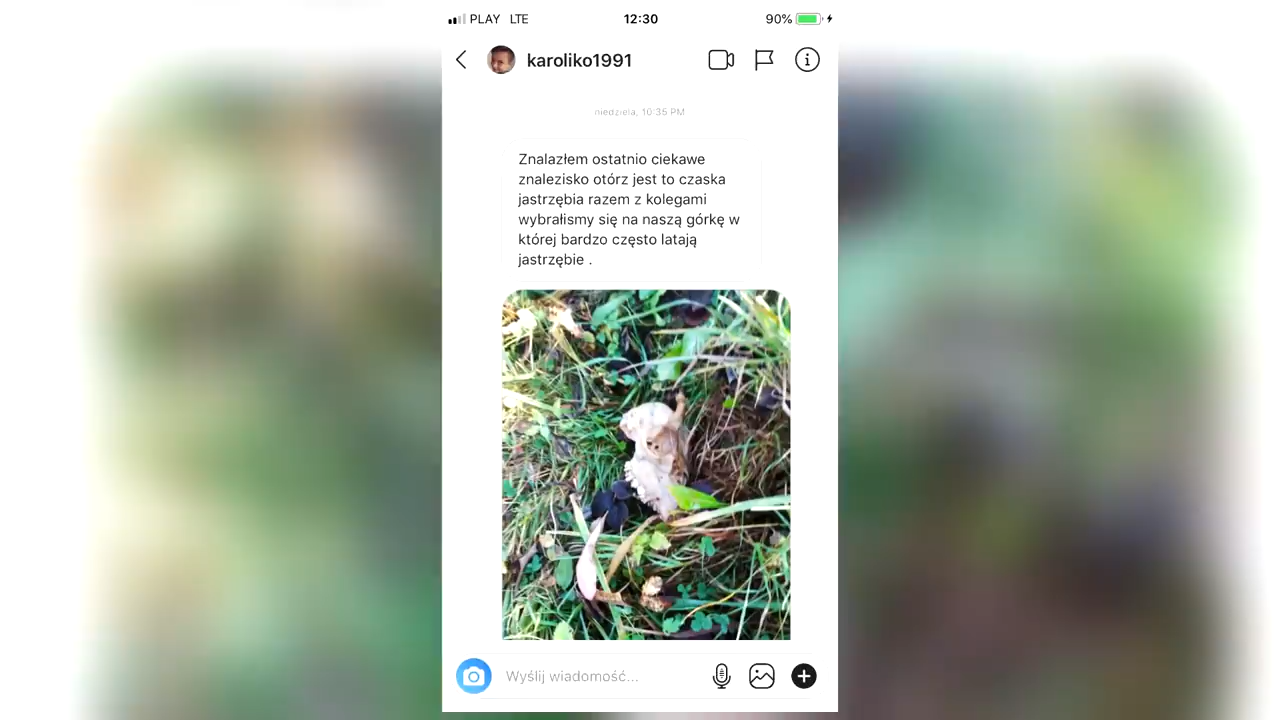 PLAY LTE 12:30 90%
karoliko1991
niedziela, 10:35 PM
Znalazłem ostatnio ciekawe
znalezisko otórz jest to czaska
jastrzębia razem z kolegami
wybrałismy się na naszą górkę w
której bardzo często latają
jastrzębie .
Wyślij wiadomość...